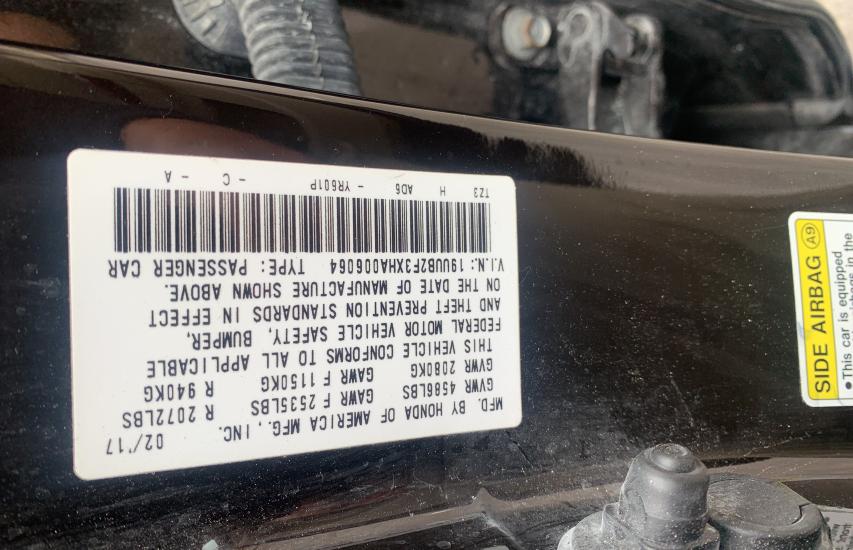 MFD. BY HONDA OF AMERICA MFG., INC. 02/'17
GVWR 4586LBS GAWR F 2535LBS R 2072LBS
GVWR 2080KG GAWR F 1150KG R 940KG
THIS VEHICLE CONFORMS TO ALL APPLICABLE
FEDERAL MOTOR VEHICLE SAFETY, BUMPER,
AND THEFT PREVENTION STANDARDS IN EFFECT
ON THE DATE OF MANUFACTURE SHOWN ABOVE.
V.I.N.: 19UUB2F3XHA006064 TYPE: PASSENGER CAR
TZ3 H AD6 - YR601P - C - A
SIDE AIRBAG A9
•This car is equipped
in the